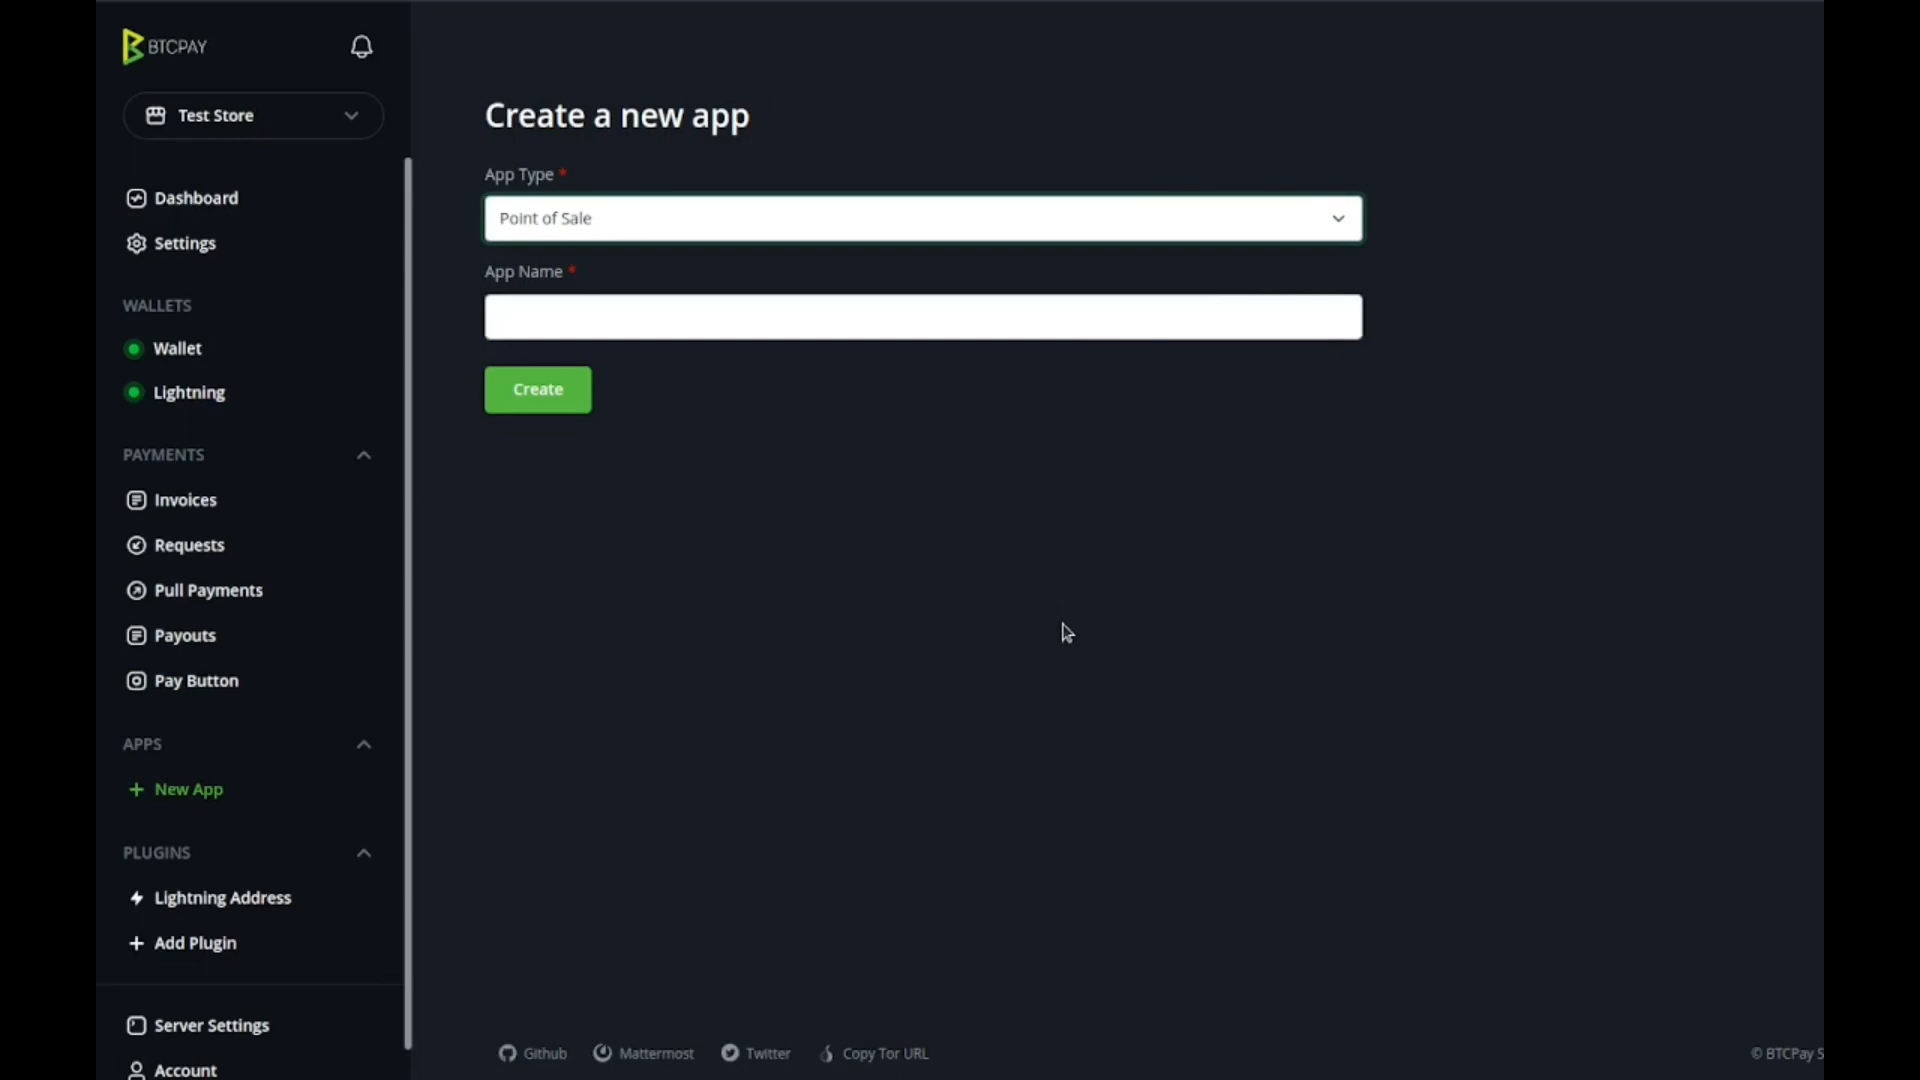 BTCPAY
Test Store
Dashboard
Settings
WALLETS
Wallet
Lightning
PAYMENTS
Invoices
Requests
Pull Payments
Payouts
Pay Button
APPS
New App
PLUGINS
Lightning Address
Add Plugin
Server Settings
Account
Create a new app
App Type *
Point of Sale
App Name *
Create
Github
Mattermost
Twitter
Copy Tor URL
© BTCPay S